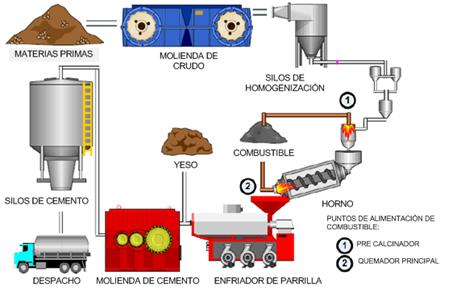 MATERIAS PRIMAS
MOLIENDA DE
CRUDO
SILOS DE
HOMOGENIZACIÓN
1
YESO
COMBUSTIBLE
2
HORNO
SILOS DE CEMENTO
PUNTOS DE ALIMENTACIÓN DE
COMBUSTIBLE:
1 PRE CALCINADOR
2 QUEMADOR PRINCIPAL
DESPACHO
MOLIENDA DE CEMENTO
ENFRIADOR DE PARRILLA